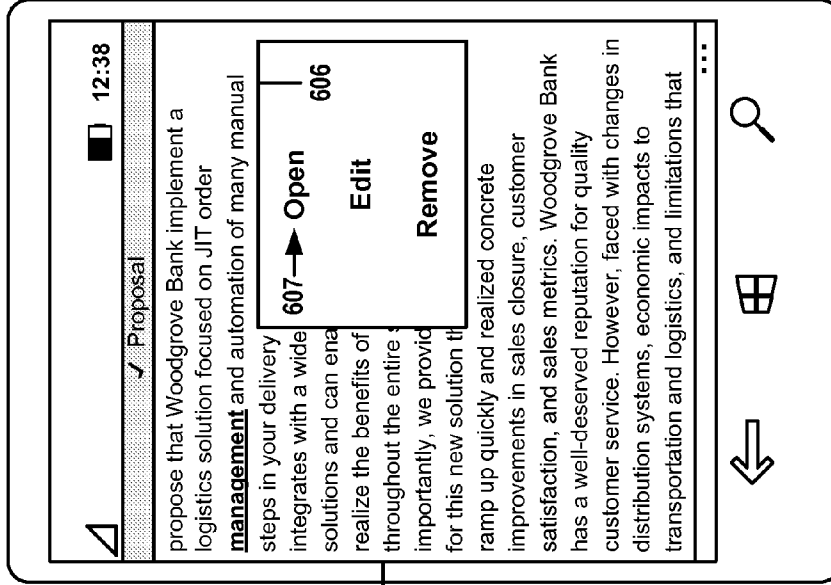 12:38
✓ Proposal
propose that Woodgrove Bank implement a
logistics solution focused on JIT order
management and automation of many manual
steps in your delivery
integrates with a wide
solutions and can ena
realize the benefits of
throughout the entire s
importantly, we provid
for this new solution th
ramp up quickly and realized concrete
improvements in sales closure, customer
satisfaction, and sales metrics. Woodgrove Bank
has a well-deserved reputation for quality
customer service. However, faced with changes in
distribution systems, economic impacts to
transportation and logistics, and limitations that
...
606
607 Open
Edit
Remove